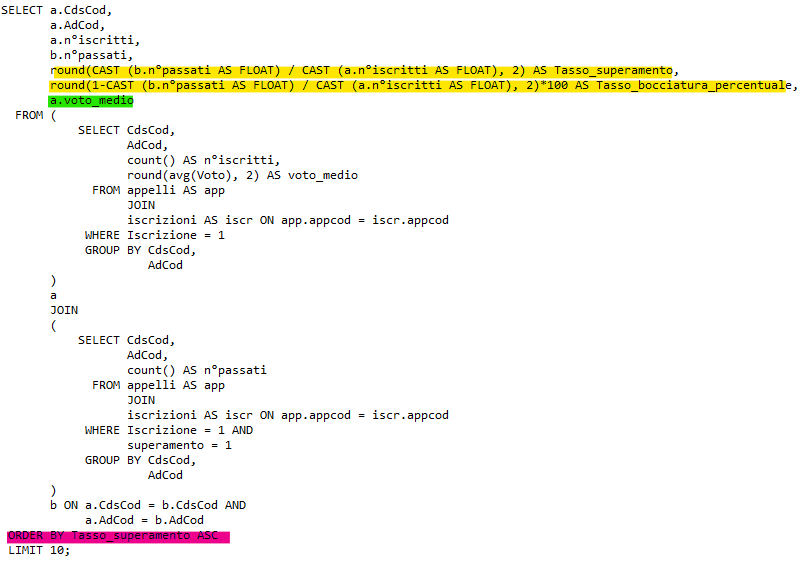 SELECT a.CdsCod,
a.AdCod,
a.n°iscritti,
b.n°passati,
round(CAST (b.n°passati AS FLOAT) / CAST (a.n°iscritti AS FLOAT), 2) AS Tasso_superamento,
round(1-CAST (b.n°passati AS FLOAT) / CAST (a.n°iscritti AS FLOAT), 2)*100 AS Tasso_bocciatura_percentuale,
a.voto_medio
FROM (
SELECT CdsCod,
AdCod,
count() AS n°iscritti,
round(avg(Voto), 2) AS voto_medio
FROM appelli AS app
JOIN
iscrizioni AS iscr ON app.appcod = iscr.appcod
WHERE Iscrizione = 1
GROUP BY CdsCod,
AdCod
)
a
JOIN
(
SELECT CdsCod,
AdCod,
count() AS n°passati
FROM appelli AS app
JOIN
iscrizioni AS iscr ON app.appcod = iscr.appcod
WHERE Iscrizione = 1 AND
superamento = 1
GROUP BY CdsCod,
AdCod
)
b ON a.CdsCod = b.CdsCod AND
a.AdCod = b.AdCod
ORDER BY Tasso_superamento ASC
LIMIT 10;